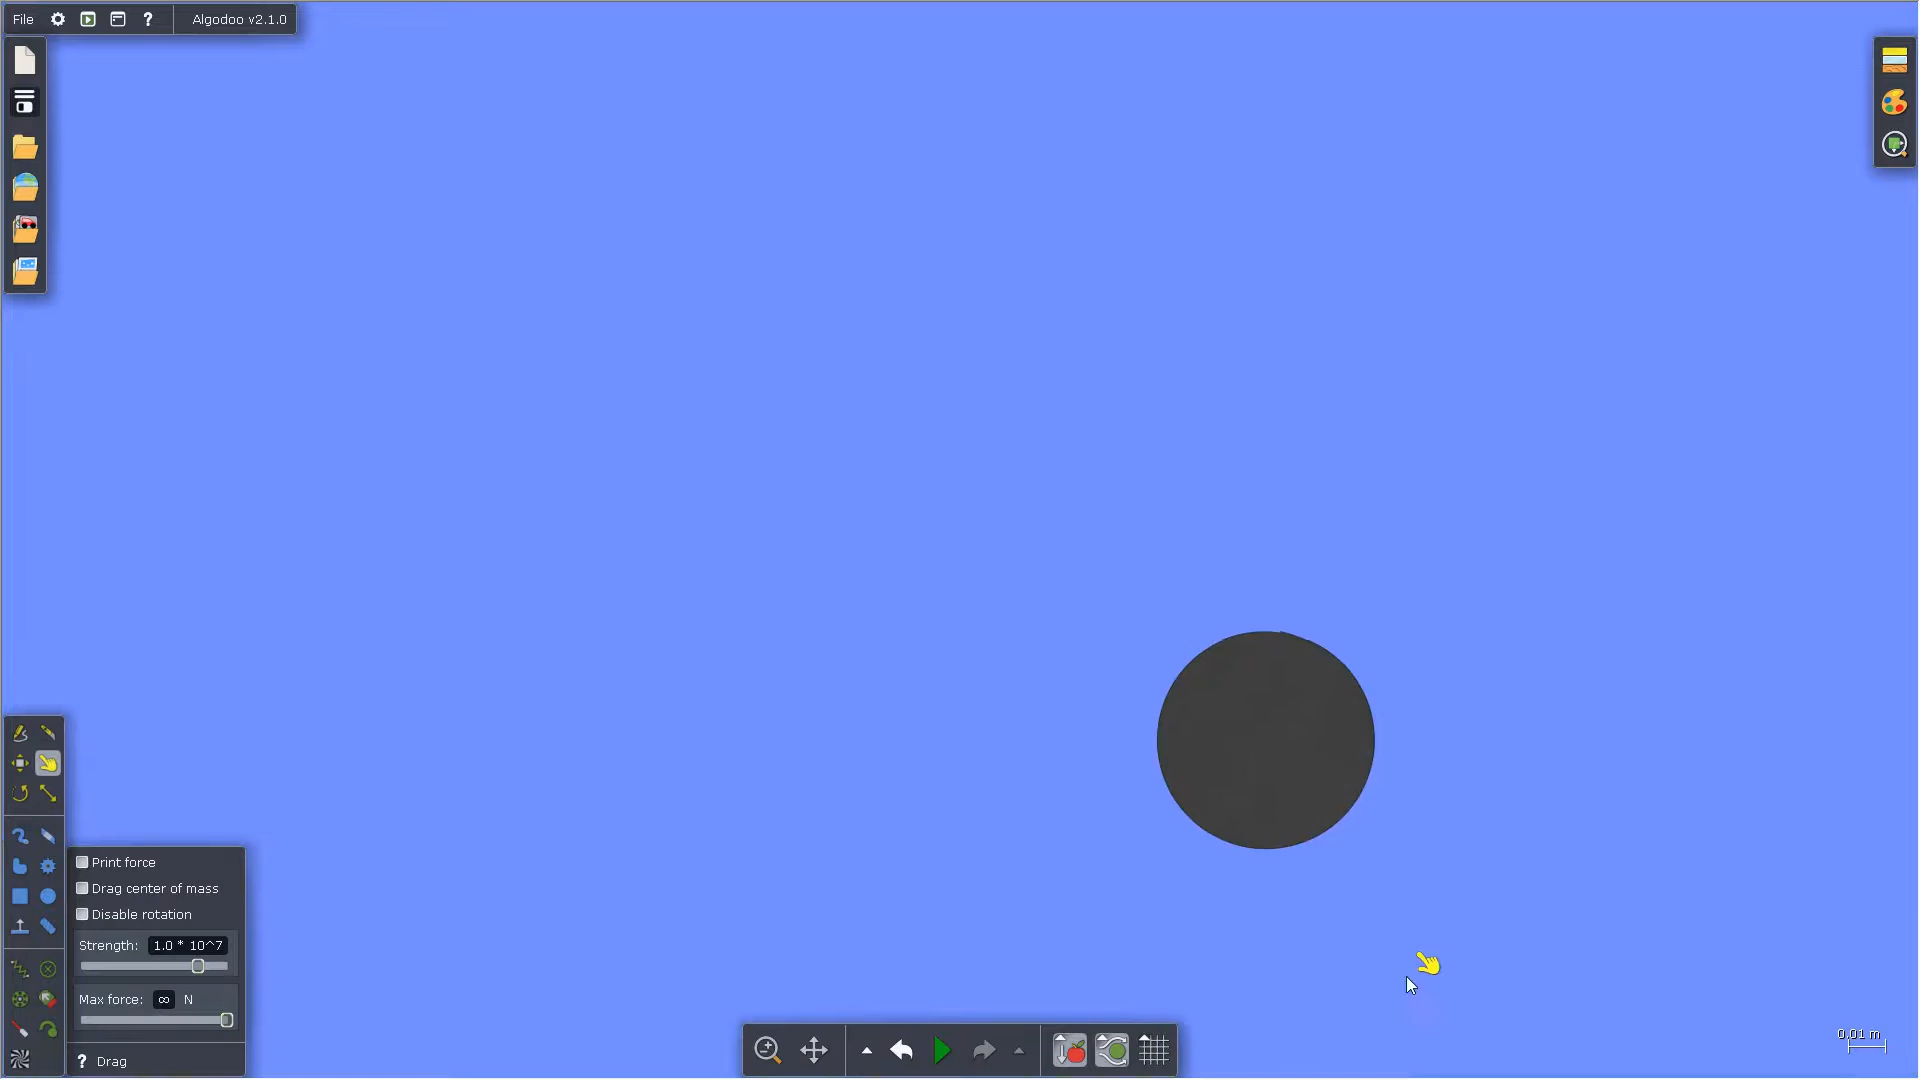 File ? Algodoo v2.1.0
Print force
Drag center of mass
Disable rotation
Strength: 1.0 * 10^7
Max force: ∞ N
? Drag
0.01 m